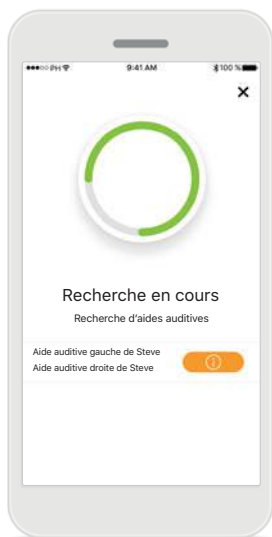 PH 9:41 AM 100 %
×
Recherche en cours
Recherche d'aides auditives
Aide auditive gauche de Steve
Aide auditive droite de Steve